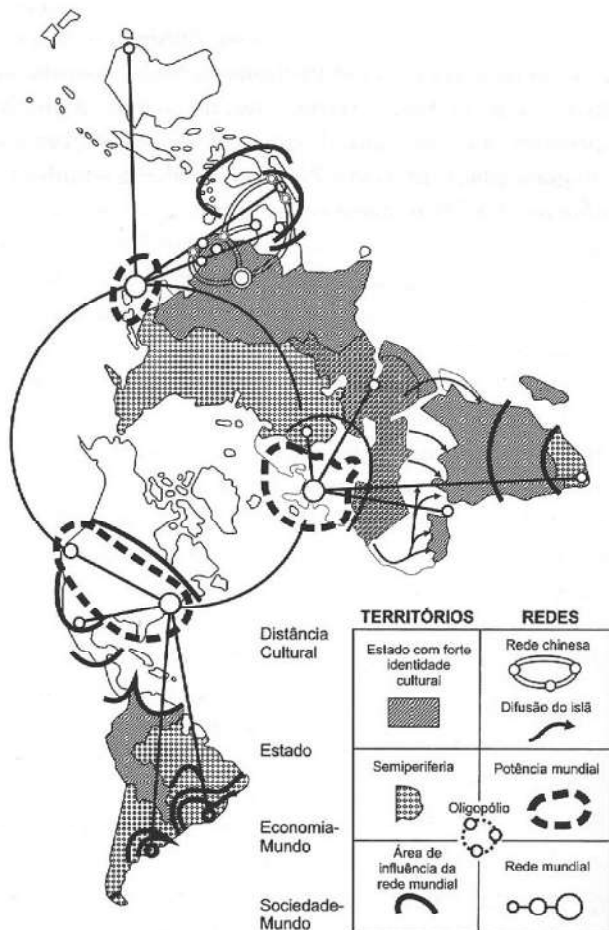 Distância
Cultural
Estado
Economia-
Mundo
Sociedade-
Mundo
TERRITÓRIOS
REDES
Estado com forte
identidade
cultural
Rede chinesa
Difusão do islã
Semiperiferia
Potência mundial
Oligopólio
Área de
influência da
rede mundial
Rede mundial